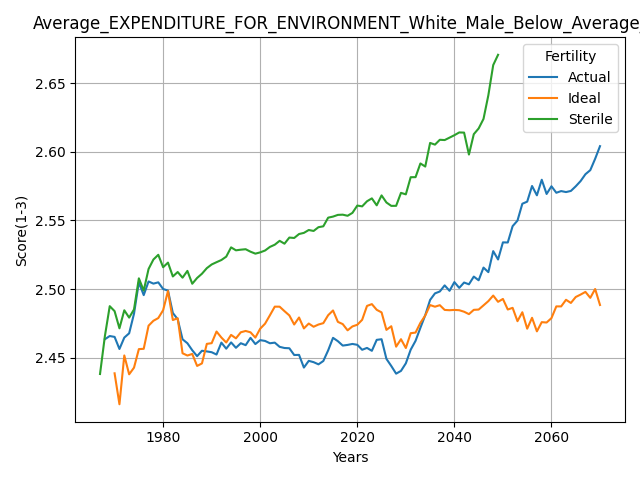 Average_EXPENDITURE_FOR_ENVIRONMENT_White_Male_Below_Average_
Fertility
Actual
Ideal
Sterile
Score(1-3)
2.65
2.60
2.55
2.50
2.45
1980 2000 2020 2040 2060
Years